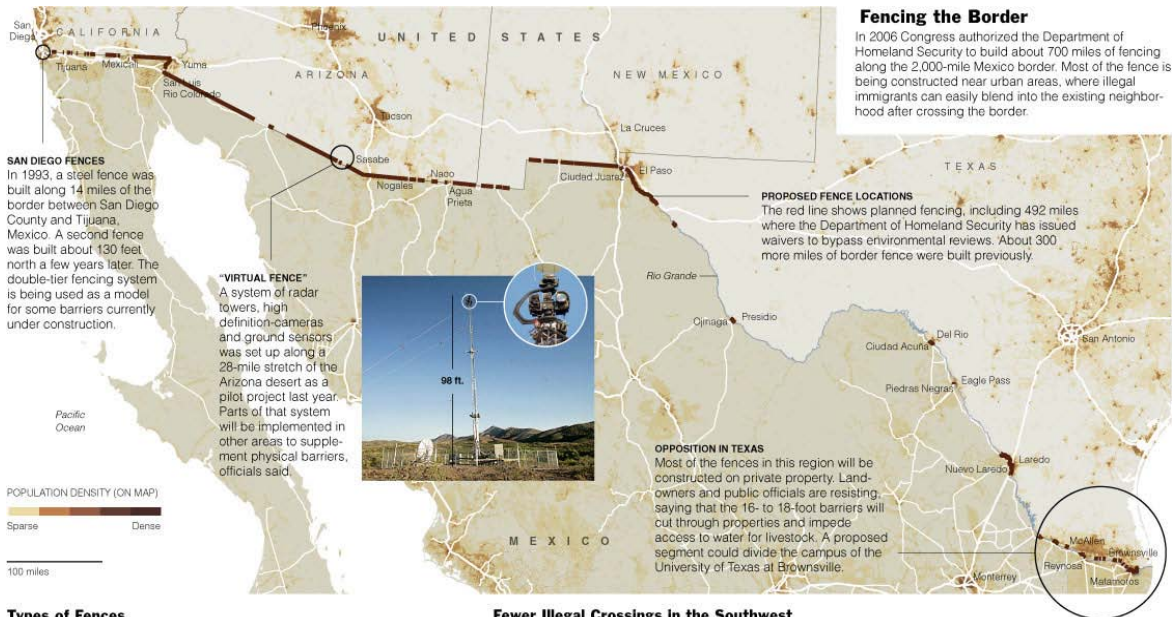 Fencing the Border
In 2006 Congress authorized the Department of
Homeland Security to build about 700 miles of fencing
along the 2,000-mile Mexico border. Most of the fence is
being constructed near urban areas, where illegal
immigrants can easily blend into the existing neighbor-
hood after crossing the border.
San
Diego
CALIFORNIA
Phoenix
UNITED STATES
Tijuana
Mexicali
Yuma
ARIZONA
NEW MEXICO
San Luis
Rio Colorado
Tucson
La Cruces
TEXAS
Sasabe
Nogales
Naco
Agua
Prieta
Ciudad Juarez
El Paso
SAN DIEGO FENCES
In 1993, a steel fence was
built along 14 miles of the
border between San Diego
County and Tijuana,
Mexico. A second fence
was built about 130 feet
north a few years later. The
double-tier fencing system
is being used as a model
for some barriers currently
under construction.
PROPOSED FENCE LOCATIONS
The red line shows planned fencing, including 492 miles
where the Department of Homeland Security has issued
waivers to bypass environmental reviews. About 300
more miles of border fence were built previously.
"VIRTUAL FENCE"
A system of radar
towers, high
definition-cameras
and ground sensors
was set up along a
28-mile stretch of the
Arizona desert as a
pilot project last year.
Parts of that system
will be implemented in
other areas to supple-
ment physical barriers,
officials said.
98 ft.
Rio Grande
Ojinaga
Presidio
Ciudad Acuña
Del Rio
San Antonio
Piedras Negras
Eagle Pass
Pacific
Ocean
OPPOSITION IN TEXAS
Most of the fences in this region will be
constructed on private property. Land-
owners and public officials are resisting,
saying that the 16- to 18-foot barriers will
cut through properties and impede
access to water for livestock. A proposed
segment could divide the campus of the
University of Texas at Brownsville.
Nuevo Laredo
Laredo
POPULATION DENSITY (ON MAP)
Sparse
Dense
100 miles
MEXICO
McAllen
Brownsville
Reynosa
Matamoros
Monterrey
Types of Fences
Fewer Illegal Crossings in the Southwest